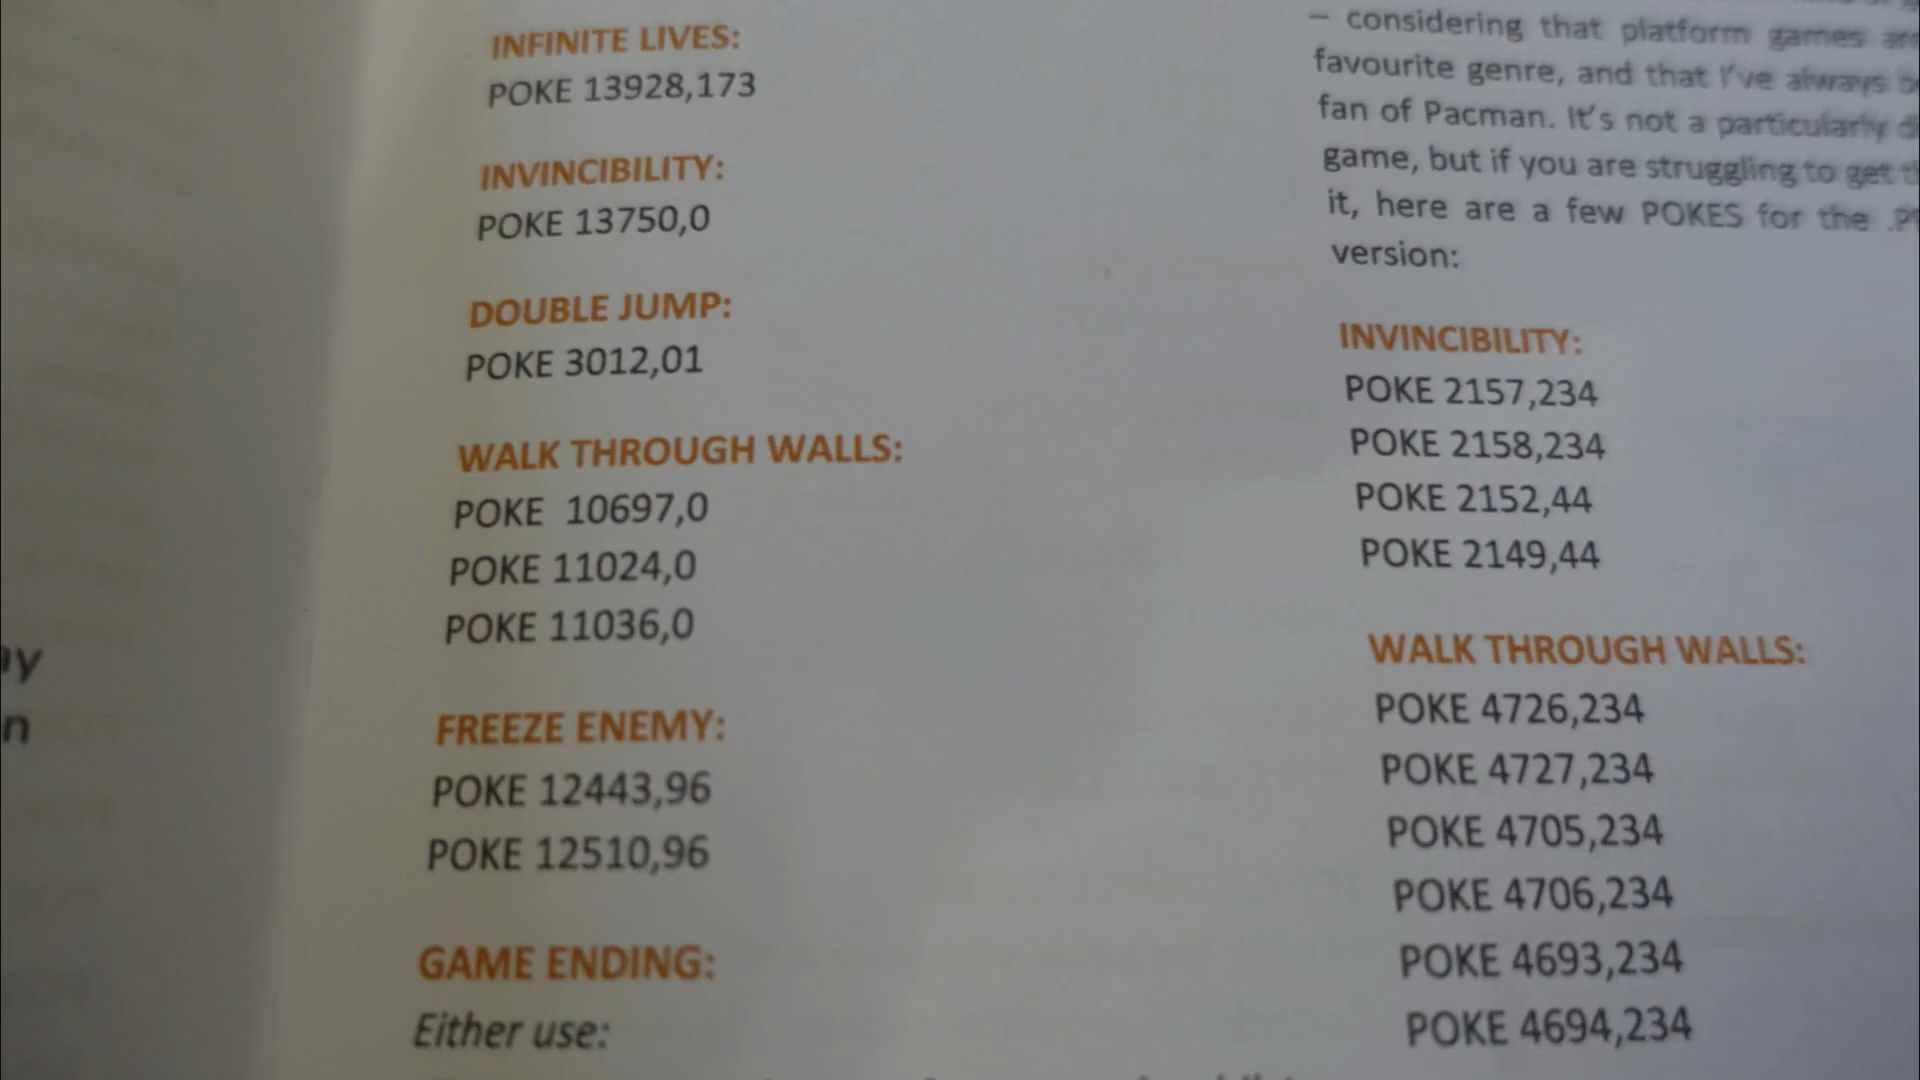 ay
n
INFINITE LIVES:
POKE 13928,173
INVINCIBILITY:
POKE 13750,0
DOUBLE JUMP:
POKE 3012,01
WALK THROUGH WALLS:
POKE 10697,0
POKE 11024,0
POKE 11036,0
FREEZE ENEMY:
POKE 12443,96
POKE 12510,96
GAME ENDING:
Either use:
– considering that platform games are
favourite genre, and that I've always
fan of Pacman. It's not a particularly
game, but if you are struggling to get
it, here are a few POKES for the
version:
INVINCIBILITY:
POKE 2157,234
POKE 2158,234
POKE 2152,44
POKE 2149,44
WALK THROUGH WALLS:
POKE 4726,234
POKE 4727,234
POKE 4705,234
POKE 4706,234
POKE 4693,234
POKE 4694,234